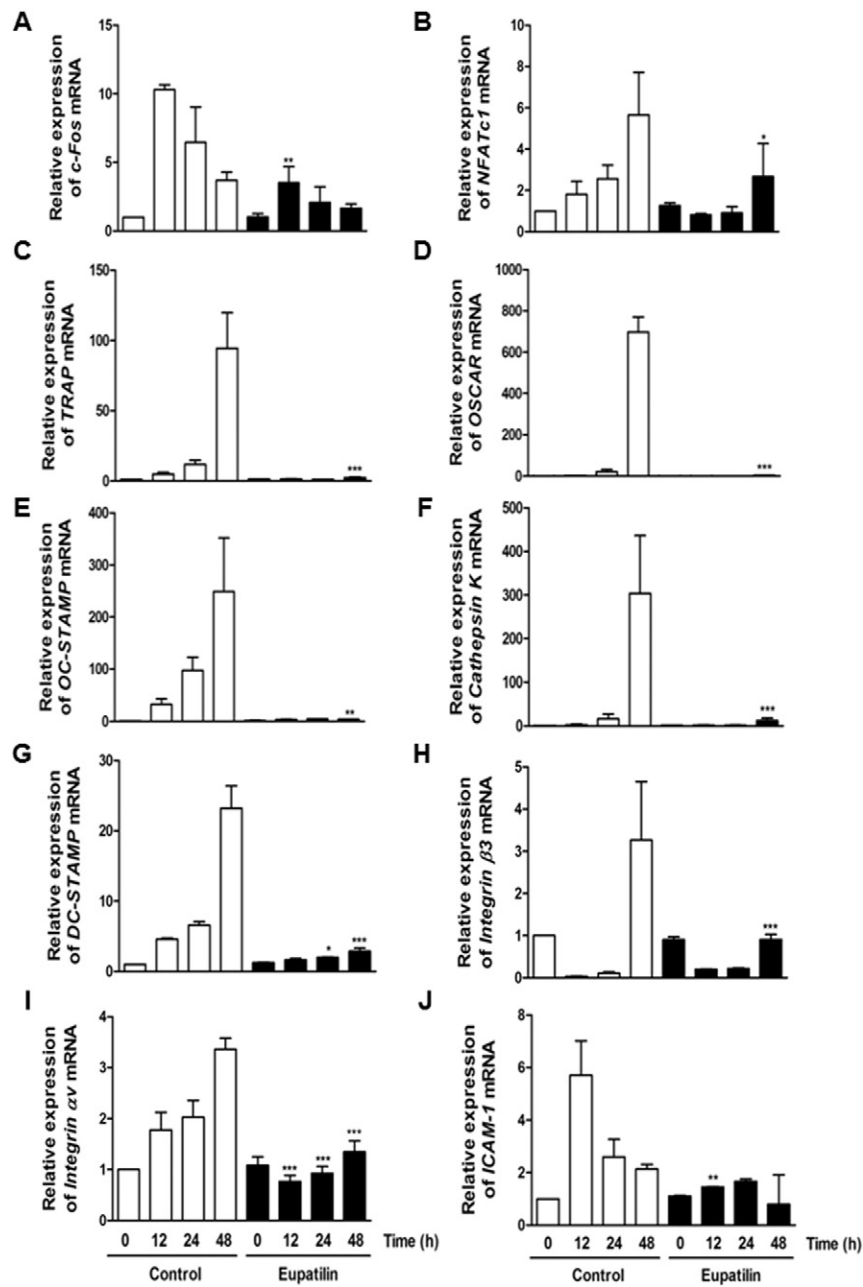 A
Relative expression
of c-Fos mRNA
15
10
5
0
**
B
Relative expression
of NFATc1 mRNA
10
8
6
4
2
0
*
C
Relative expression
of TRAP mRNA
150
100
50
0
***
D
Relative expression
of OSCAR mRNA
1000
800
600
400
200
0
***
E
Relative expression
of OC-STAMP mRNA
400
300
200
100
0
**
F
Relative expression
of Cathepsin K mRNA
500
400
300
200
100
0
***
G
Relative expression
of DC-STAMP mRNA
30
20
10
0
* ***
H
Relative expression
of Integrin β3 mRNA
5
4
3
2
1
0
***
I
Relative expression
of Integrin αv mRNA
4
3
2
1
0
*** *** ***
0 12 24 48 0 12 24 48 Time (h)
Control Eupatilin
J
Relative expression
of ICAM-1 mRNA
8
6
4
2
0
**
0 12 24 48 0 12 24 48 Time (h)
Control Eupatilin